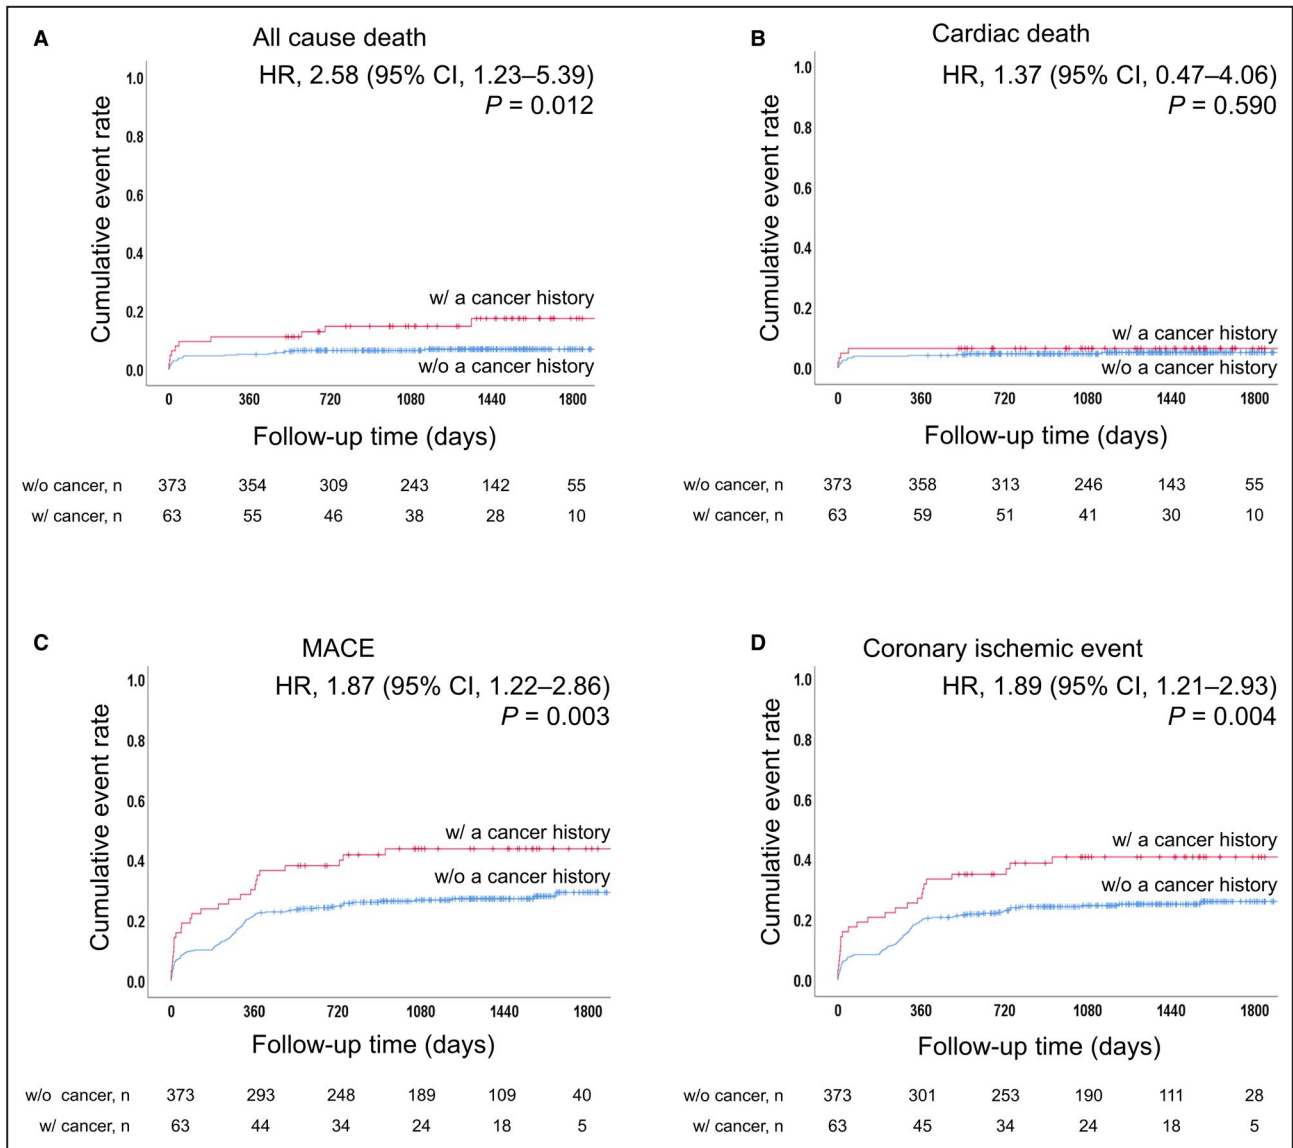 A
All cause death
HR, 2.58 (95% CI, 1.23–5.39)
P = 0.012
Cumulative event rate
1.0
0.8
0.6
0.4
0.2
0.0
w/ a cancer history
w/o a cancer history
0 360 720 1080 1440 1800
Follow-up time (days)
w/o cancer, n 373 354 309 243 142 55
w/ cancer, n 63 55 46 38 28 10
B
Cardiac death
HR, 1.37 (95% CI, 0.47–4.06)
P = 0.590
Cumulative event rate
1.0
0.8
0.6
0.4
0.2
0.0
w/ a cancer history
w/o a cancer history
0 360 720 1080 1440 1800
Follow-up time (days)
w/o cancer, n 373 358 313 246 143 55
w/ cancer, n 63 59 51 41 30 10
C
MACE
HR, 1.87 (95% CI, 1.22–2.86)
P = 0.003
Cumulative event rate
1.0
0.8
0.6
0.4
0.2
0.0
w/ a cancer history
w/o a cancer history
0 360 720 1080 1440 1800
Follow-up time (days)
w/o cancer, n 373 293 248 189 109 40
w/ cancer, n 63 44 34 24 18 5
D
Coronary ischemic event
HR, 1.89 (95% CI, 1.21–2.93)
P = 0.004
Cumulative event rate
1.0
0.8
0.6
0.4
0.2
0.0
w/ a cancer history
w/o a cancer history
0 360 720 1080 1440 1800
Follow-up time (days)
w/o cancer, n 373 301 253 190 111 28
w/ cancer, n 63 45 34 24 18 5